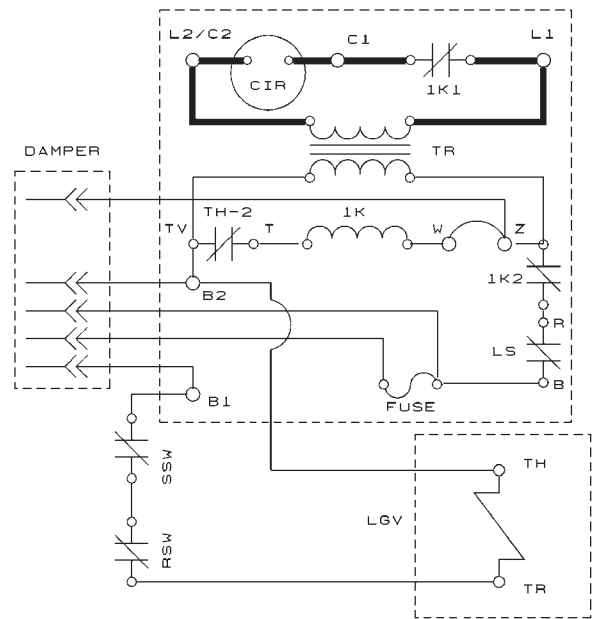 L2/C2
C1
L1
CIR
1K1
DAMPER
TR
TH-2
1K
TV
T
W
Z
1K2
B2
R
LS
B
FUSE
B1
SSW
TH
LGV
RSW
TR